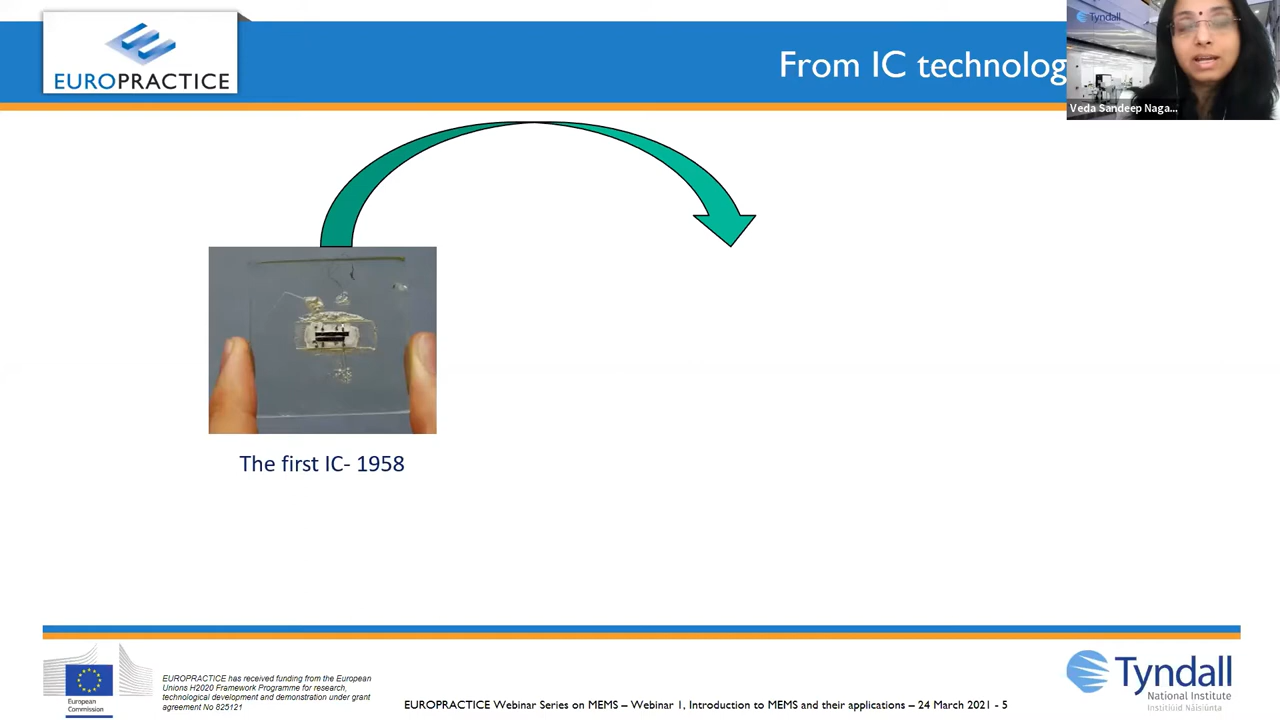 EUROPRACTICE
From IC technolog
Tyndall
Veda Sandeep Naga...
The first IC- 1958
European
Commission
EUROPRACTICE has received funding from the European
Unions H2020 Framework Programme for research,
technological development and demonstration under grant
agreement No 825121
EUROPRACTICE Webinar Series on MEMS – Webinar 1, Introduction to MEMS and their applications – 24 March 2021 - 5
Tyndall
National Institute
Institiúid Náisiúnta